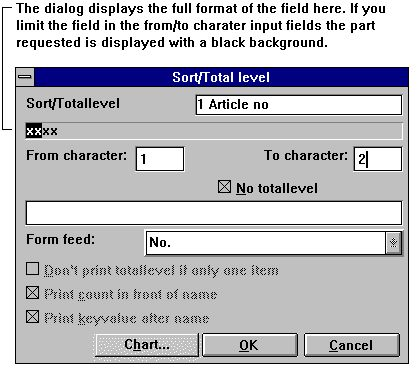 The dialog displays the full format of the field here. If you
limit the field in the from/to charater input fields the part
requested is displayed with a black background.
Sort/Total level
Sort/Totallevel 1 Article no
xxxx
From character: 1 To character: 2
No totallevel
Form feed: No.
Don't print totallevel if only one item
Print count in front of name
Print keyvalue after name
Chart... OK Cancel